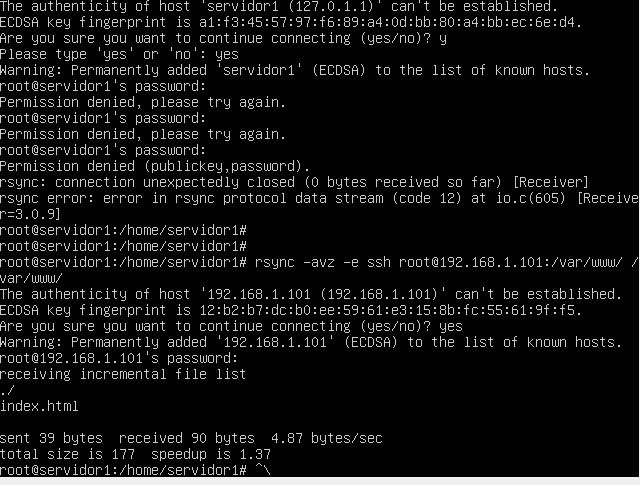 The authenticity of host 'servidor1 (127.0.1.1)' can't be established.
ECDSA key fingerprint is a1:f3:45:57:97:f6:89:a4:0d:bb:80:a4:bb:ec:6e:d4.
Are you sure you want to continue connecting (yes/no)? y
Please type 'yes' or 'no': yes
Warning: Permanently added 'servidor1' (ECDSA) to the list of known hosts.
root@servidor1's password:
Permission denied, please try again.
root@servidor1's password:
Permission denied, please try again.
root@servidor1's password:
Permission denied (publickey,password).
rsync: connection unexpectedly closed (0 bytes received so far) [Receiver]
rsync error: error in rsync protocol data stream (code 12) at io.c(605) [Receive
r=3.0.9]
root@servidor1:/home/servidor1#
root@servidor1:/home/servidor1#
root@servidor1:/home/servidor1# rsync -avz -e ssh root@192.168.1.101:/var/www/ /
var/www/
The authenticity of host '192.168.1.101 (192.168.1.101)' can't be established.
ECDSA key fingerprint is 12:b2:b7:dc:b0:ee:59:61:e3:15:8b:fc:55:61:9f:f5.
Are you sure you want to continue connecting (yes/no)? yes
Warning: Permanently added '192.168.1.101' (ECDSA) to the list of known hosts.
root@192.168.1.101's password:
receiving incremental file list
./
index.html
sent 39 bytes  received 90 bytes  4.87 bytes/sec
total size is 177  speedup is 1.37
root@servidor1:/home/servidor1# ^\